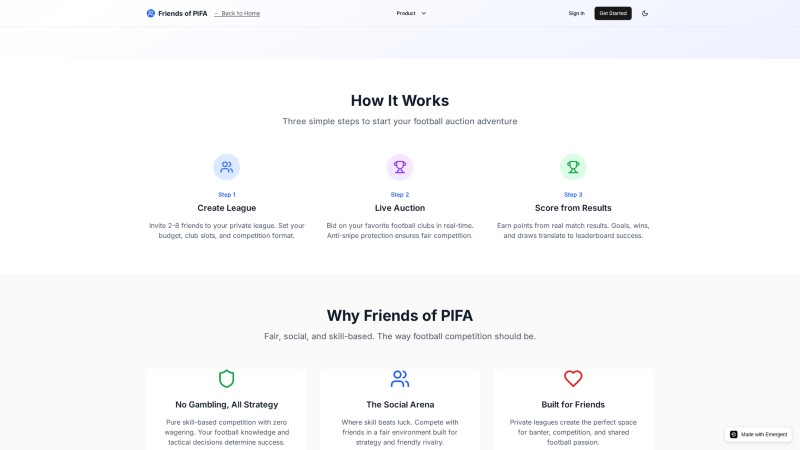 Friends of PIFA
← Back to Home
Product
Sign In
Get Started
How It Works
Three simple steps to start your football auction adventure
Step 1
Create League
Invite 2-8 friends to your private league. Set your
budget, club slots, and competition format.
Step 2
Live Auction
Bid on your favorite football clubs in real-time.
Anti-snipe protection ensures fair competition.
Step 3
Score from Results
Earn points from real match results. Goals, wins,
and draws translate to leaderboard success.
Why Friends of PIFA
Fair, social, and skill-based. The way football competition should be.
No Gambling, All Strategy
Pure skill-based competition with zero
wagering. Your football knowledge and
tactical decisions determine success.
The Social Arena
Where skill beats luck. Compete with
friends in a fair environment built for
strategy and friendly rivalry.
Built for Friends
Private leagues create the perfect space
for banter, competition, and shared
football passion.
Made with Emergent